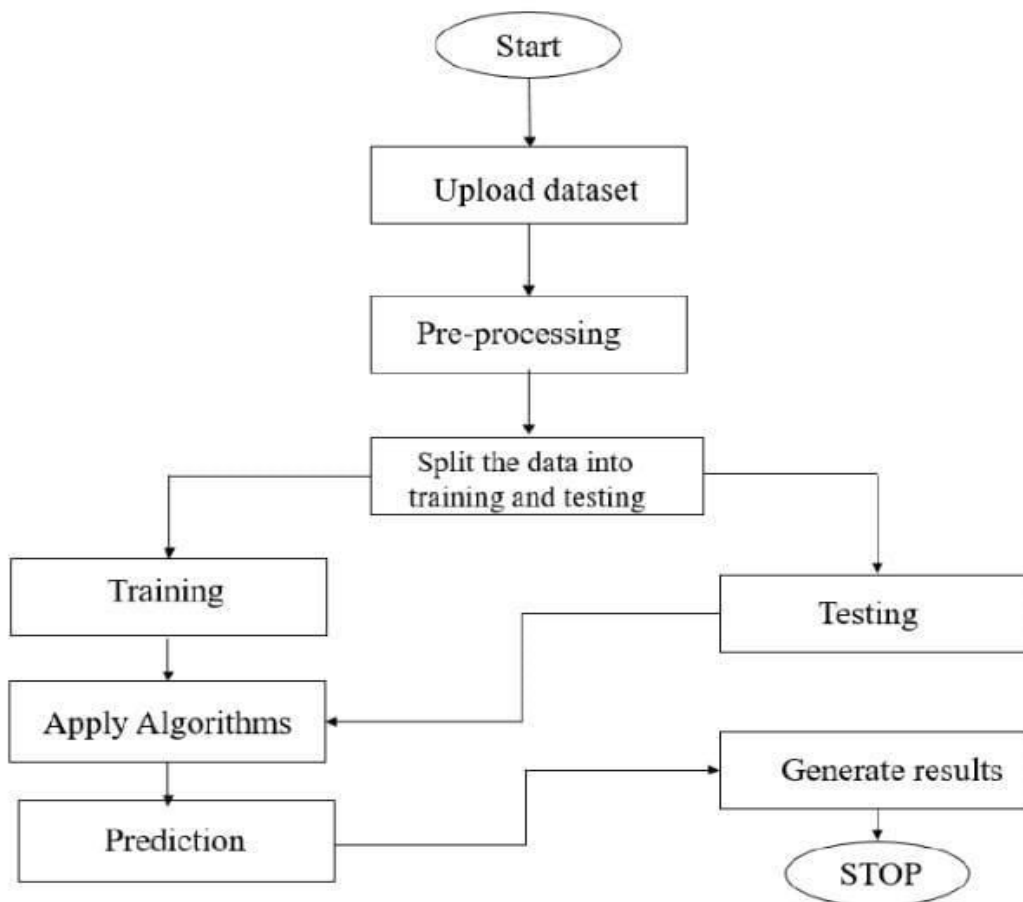 Start
Upload dataset
Pre-processing
Split the data into
training and testing
Training
Testing
Apply Algorithms
Generate results
Prediction
STOP